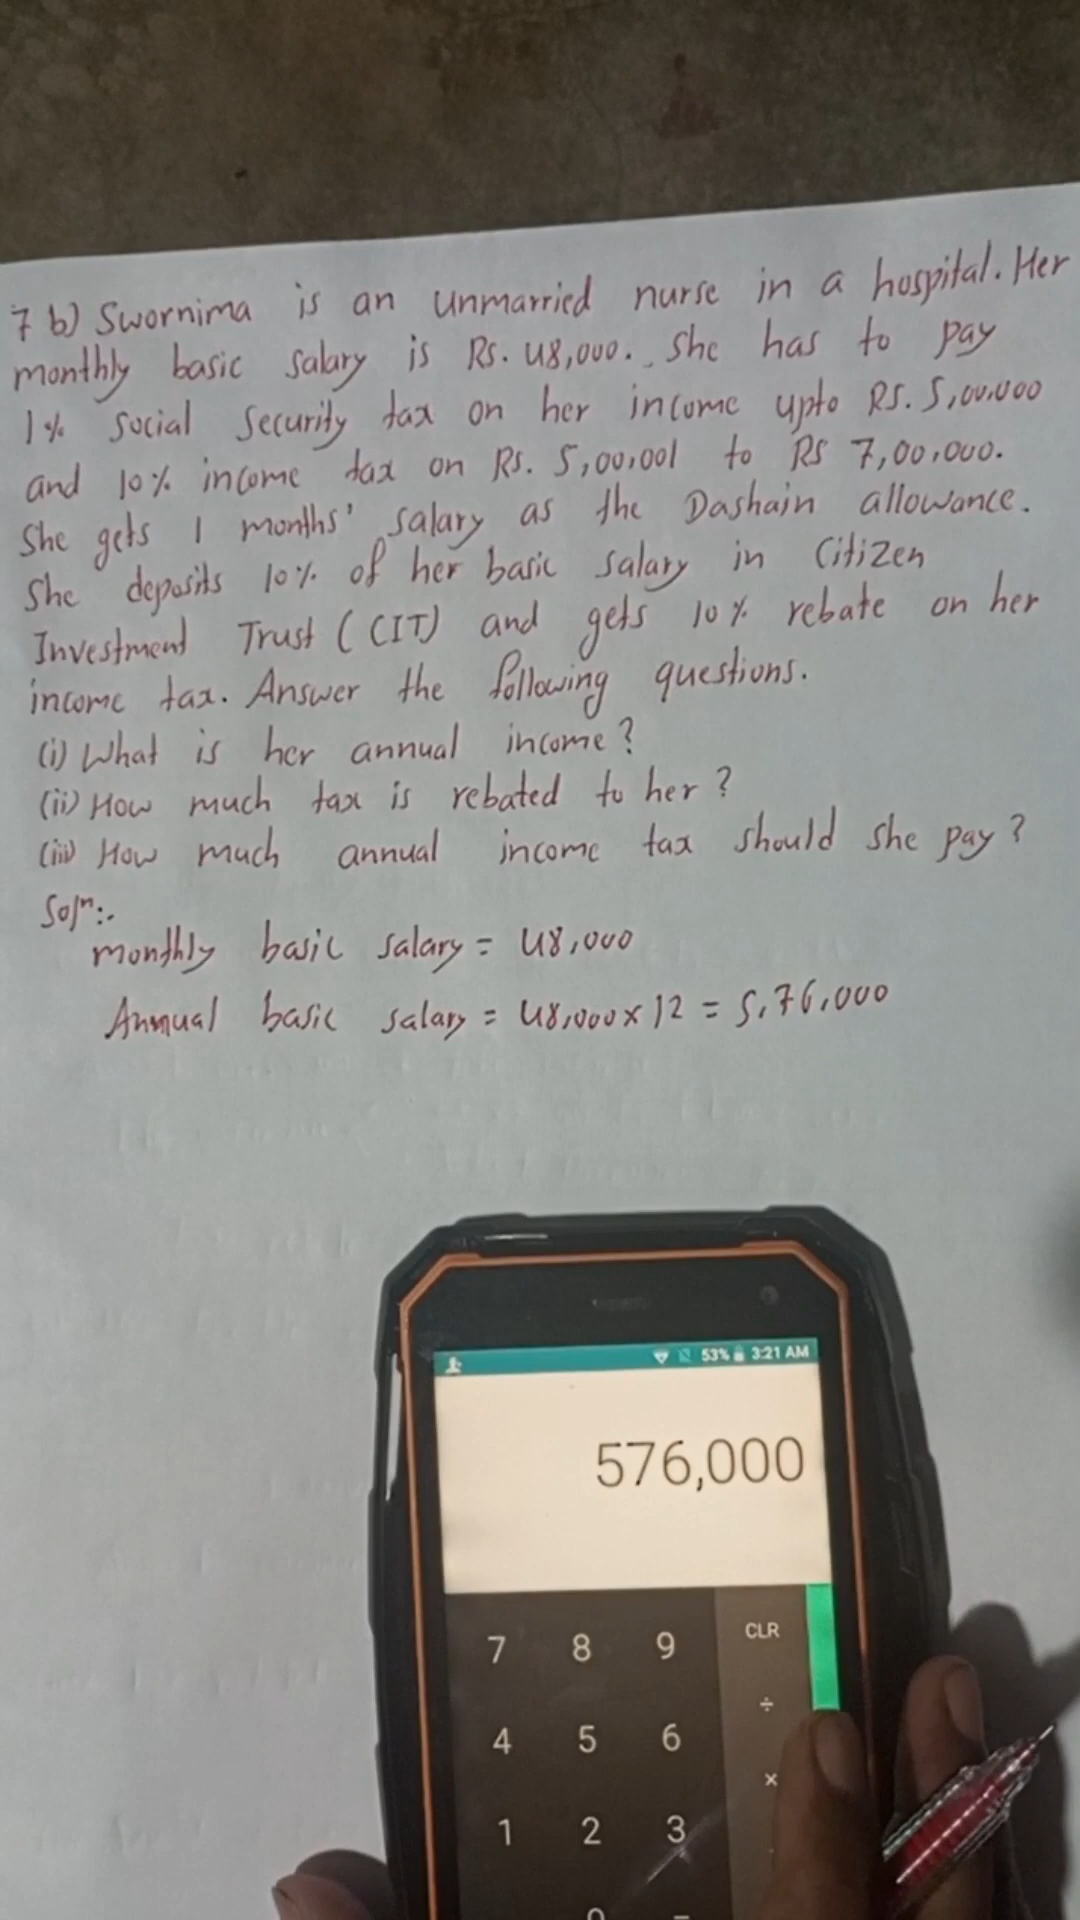 7 b) Swornima is an unmarried nurse in a hospital. Her
monthly basic salary is Rs. 48,000. She has to pay
1% Social Security tax on her income upto RS. 5,00,000
and 10% income tax on Rs. 5,00,001 to Rs 7,00,000.
She gets 1 months' salary as the Dashain allowance.
She deposits 10% of her basic salary in Citizen
Investment Trust (CIT) and gets 10% rebate on her
income tax. Answer the following questions.
(i) What is her annual income?
(ii) How much tax is rebated to her?
(iii) How much annual income tax should she pay?
Soln:-
monthly basic salary = 48,000
Annual basic salary = 48,000 x 12 = 5,76,000
53% 3:21 AM
576,000
7 8 9 CLR
÷
4 5 6
×
1 2 3
0